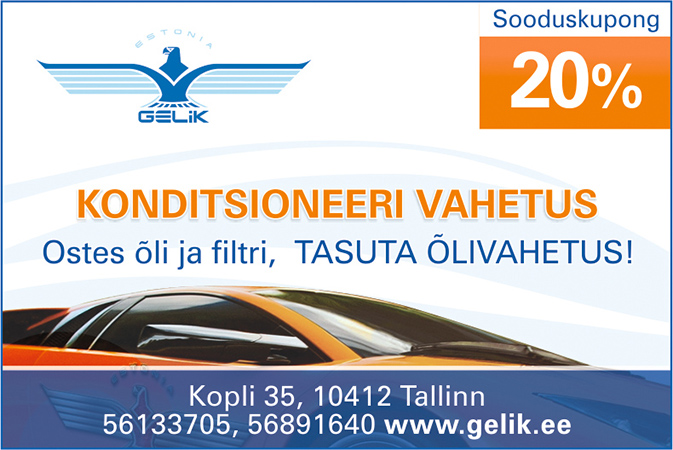 ESTONIA
GELiK
Sooduskupong
20%
KONDITSIONEERI VAHETUS
Ostes õli ja filtri, TASUTA ÕLIVAHETUS!
ESTONIA
Kopli 35, 10412 Tallinn
56133705, 56891640 www.gelik.ee